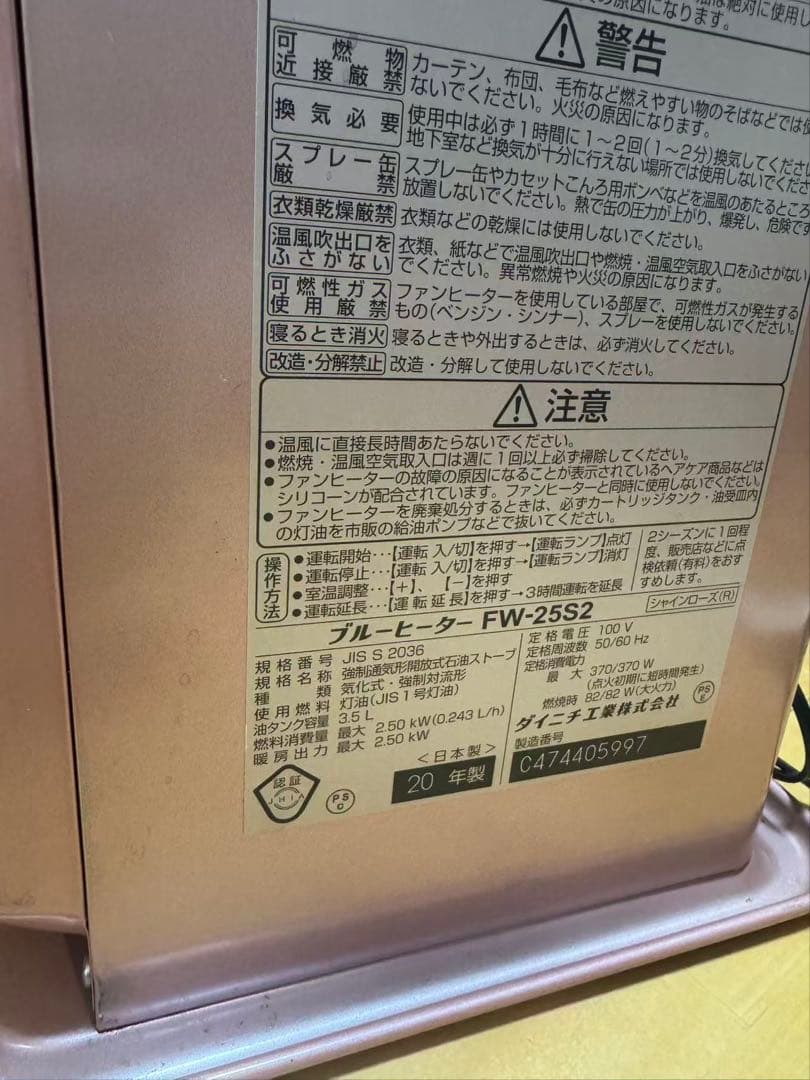 油は絶対に使用し
の原因になります。
警告
可燃物
近接厳禁
カーテン、布団、毛布など燃えやすい物のそばなどでは使
ないでください。火災の原因になります。
換気必要
使用中は必ず1時間に1〜2回(1〜2分)換気してください
地下室など換気が十分に行えない場所では使用しないでくださ
スプレー缶
厳禁
スプレー缶やカセットこんろ用ボンベなどを温風のあたるところ
放置しないでください。熱で缶の圧力が上がり、爆発し、危険です
衣類乾燥厳禁
衣類などの乾燥には使用しないでください。
温風吹出口を
ふさがない
衣類、紙などで温風吹出口や燃焼・温風空気取入口をふさがない
でください。異常燃焼や火災の原因になります。
可燃性ガス
使用厳禁
ファンヒーターを使用している部屋で、可燃性ガスが発生する
もの(ベンジン・シンナー)、スプレーを使用しないでください。
寝るとき消火
寝るときや外出するときは、必ず消火してください。
改造・分解禁止
改造・分解して使用しないでください。
注意
●温風に直接長時間あたらないでください。
●燃焼・温風空気取入口は週に1回以上必ず掃除してください。
●ファンヒーターの故障の原因になることが表示されているヘアケア商品などは
シリコーンが配合されています。ファンヒーターと同時に使用しないでください。
●ファンヒーターを廃棄処分するときは、必ずカートリッジタンク・油受皿内
の灯油を市販の給油ポンプなどで抜いてください。
操作方法
●運転開始・・・【運転 入/切】を押す→【運転ランプ】点灯
●運転停止・・・【運転 入/切】を押す→【運転ランプ】消灯
●室温調整・・・【+】、【−】を押す
●運転延長・・・【運転延長】を押す→3時間運転を延長
2シーズンに1回程
度、販売店などに点
検依頼(有料)をおす
すめします。
ブルーヒーター FW-25S2
シャインローズ(R)
規格番号 JIS S 2036
規格名称 強制通気形開放式石油ストーブ
種類 気化式・強制対流形
使用燃料 灯油(JIS1号灯油)
油タンク容量 3.5 L
燃料消費量 最大 2.50 kW(0.243 L/h)
暖房出力 最大 2.50 kW
定格電圧 100 V
定格周波数 50/60 Hz
定格消費電力
最大 370/370 W
(点火初期に短時間発生)
燃焼時 82/82 W(大火力)
ダイニチ工業株式会社
PS
E
<日本製>
製造番号
20 年製
C474405997
認証
JHIA
PS
C